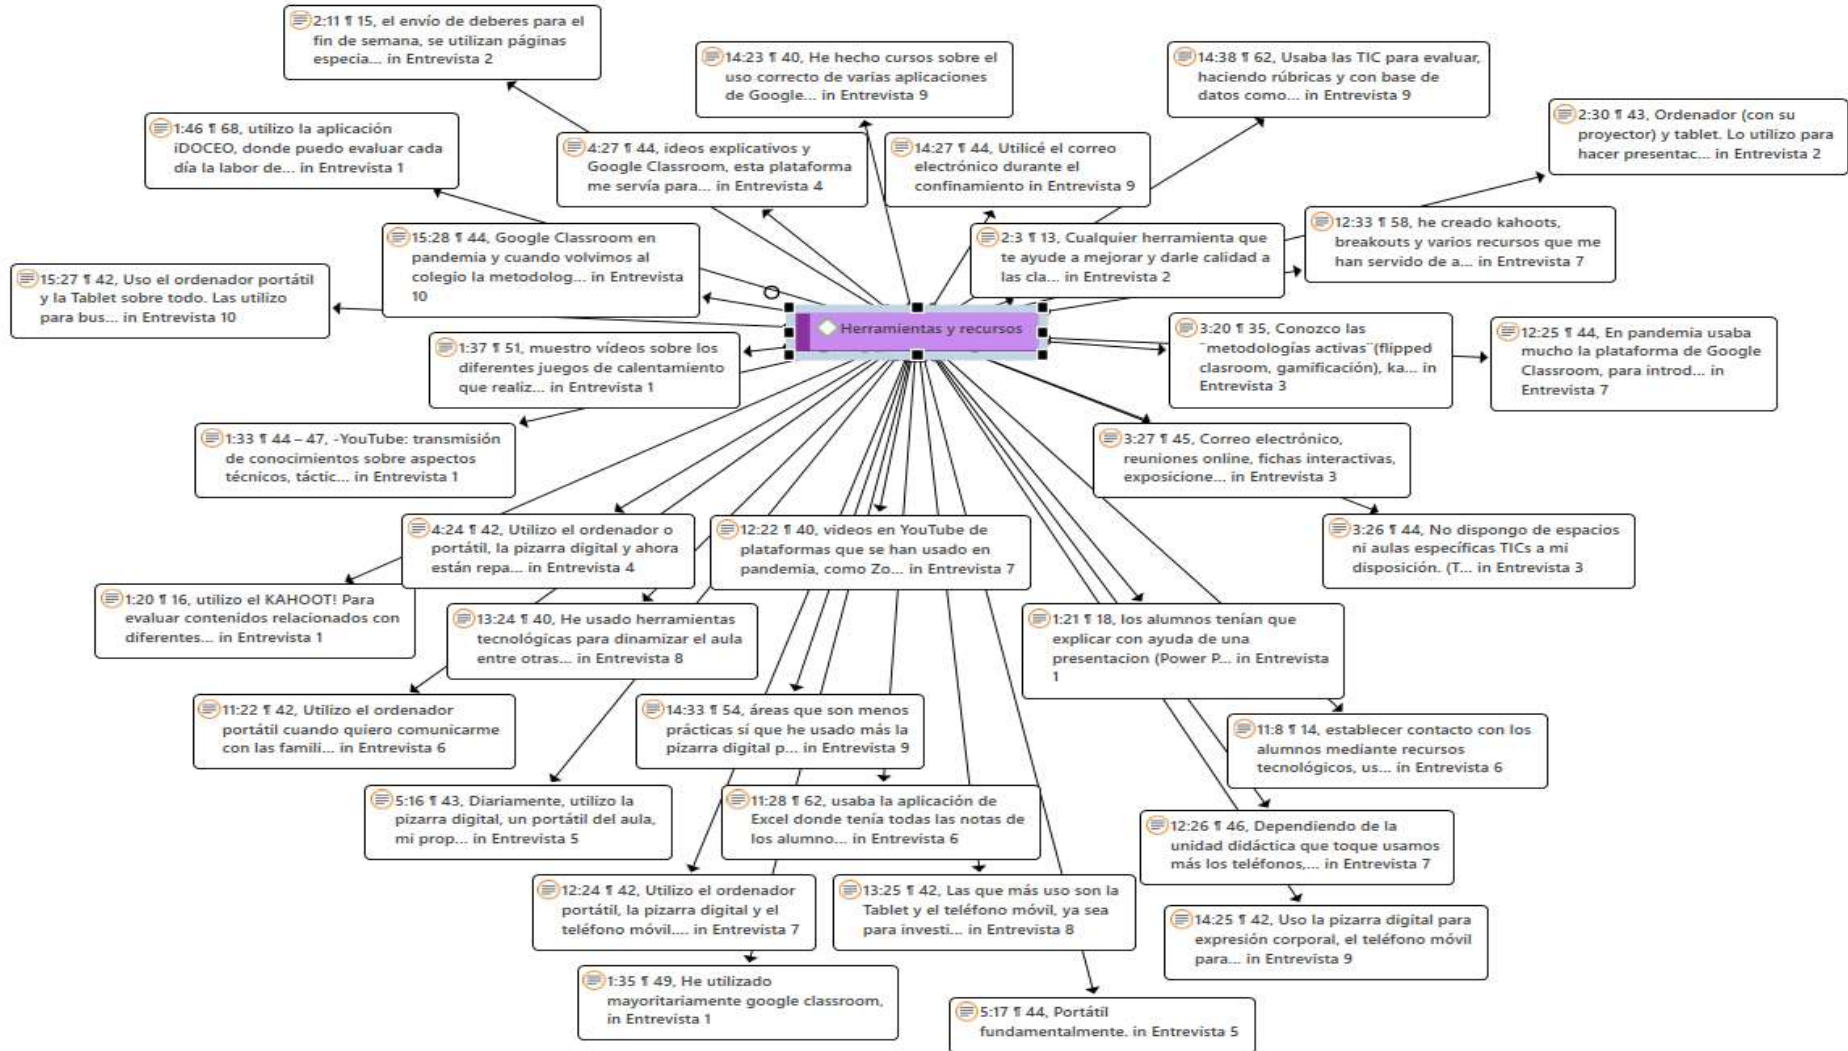 2:11 ¶ 15, el envío de deberes para el
fin de semana, se utilizan páginas
especia... in Entrevista 2
14:23 ¶ 40, He hecho cursos sobre el
uso correcto de varias aplicaciones
de Google... in Entrevista 9
14:38 ¶ 62, Usaba las TIC para evaluar,
haciendo rúbricas y con base de
datos como... in Entrevista 9
2:30 ¶ 43, Ordenador (con su
proyector) y tablet. Lo utilizo para
hacer presentac... in Entrevista 2
1:46 ¶ 68, utilizo la aplicación
iDOCEO, donde puedo evaluar cada
día la labor de... in Entrevista 1
4:27 ¶ 44, ideos explicativos y
Google Classroom, esta plataforma
me servía para... in Entrevista 4
14:27 ¶ 44, Utilicé el correo
electrónico durante el
confinamiento in Entrevista 9
15:28 ¶ 44, Google Classroom en
pandemia y cuando volvimos al
colegio la metodolog... in Entrevista
10
2:3 ¶ 13, Cualquier herramienta que
te ayude a mejorar y darle calidad a
las cla... in Entrevista 2
12:33 ¶ 58, he creado kahoots,
breakouts y varios recursos que me
han servido de a... in Entrevista 7
15:27 ¶ 42, Uso el ordenador portátil
y la Tablet sobre todo. Las utilizo
para bus... in Entrevista 10
Herramientas y recursos
1:37 ¶ 51, muestro vídeos sobre los
diferentes juegos de calentamiento
que realiz... in Entrevista 1
3:20 ¶ 35, Conozco las
¨metodologías activas¨(flipped
clasroom, gamificación), ka... in
Entrevista 3
12:25 ¶ 44, En pandemia usaba
mucho la plataforma de Google
Classroom, para introd... in
Entrevista 7
1:33 ¶ 44 – 47, -YouTube: transmisión
de conocimientos sobre aspectos
técnicos, táctic... in Entrevista 1
3:27 ¶ 45, Correo electrónico,
reuniones online, fichas interactivas,
exposicione... in Entrevista 3
4:24 ¶ 42, Utilizo el ordenador o
portátil, la pizarra digital y ahora
están repa... in Entrevista 4
12:22 ¶ 40, videos en YouTube de
plataformas que se han usado en
pandemia, como Zo... in Entrevista 7
3:26 ¶ 44, No dispongo de espacios
ni aulas específicas TICs a mi
disposición. (T... in Entrevista 3
1:20 ¶ 16, utilizo el KAHOOT! Para
evaluar contenidos relacionados con
diferentes... in Entrevista 1
13:24 ¶ 40, He usado herramientas
tecnológicas para dinamizar el aula
entre otras... in Entrevista 8
1:21 ¶ 18, los alumnos tenían que
explicar con ayuda de una
presentacion (Power P... in Entrevista
1
11:22 ¶ 42, Utilizo el ordenador
portátil cuando quiero comunicarme
con las famili... in Entrevista 6
14:33 ¶ 54, áreas que son menos
prácticas sí que he usado más la
pizarra digital p... in Entrevista 9
11:8 ¶ 14, establecer contacto con los
alumnos mediante recursos
tecnológicos, us... in Entrevista 6
5:16 ¶ 43, Diariamente, utilizo la
pizarra digital, un portátil del aula,
mi prop... in Entrevista 5
11:28 ¶ 62, usaba la aplicación de
Excel donde tenía todas las notas de
los alumno... in Entrevista 6
12:26 ¶ 46, Dependiendo de la
unidad didáctica que toque usamos
más los teléfonos,... in Entrevista 7
12:24 ¶ 42, Utilizo el ordenador
portátil, la pizarra digital y el
teléfono móvil.... in Entrevista 7
13:25 ¶ 42, Las que más uso son la
Tablet y el teléfono móvil, ya sea
para investi... in Entrevista 8
14:25 ¶ 42, Uso la pizarra digital para
expresión corporal, el teléfono móvil
para... in Entrevista 9
1:35 ¶ 49, He utilizado
mayoritariamente google classroom,
in Entrevista 1
5:17 ¶ 44, Portátil
fundamentalmente. in Entrevista 5